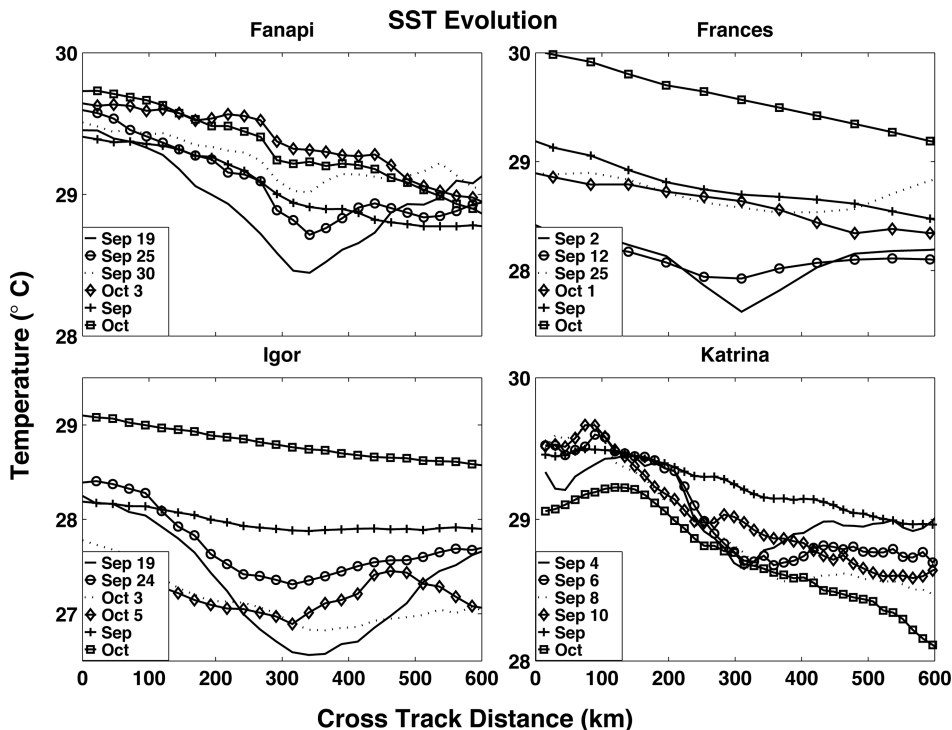 SST Evolution
Fanapi
Frances
30
29
28
Sep 19
Sep 25
Sep 30
Oct 3
Sep
Oct
30
29
28
Sep 2
Sep 12
Sep 25
Oct 1
Sep
Oct
Temperature (° C)
Igor
Katrina
29
28
27
Sep 19
Sep 24
Oct 3
Oct 5
Sep
Oct
0 100 200 300 400 500 600
30
29
28
Sep 4
Sep 6
Sep 8
Sep 10
Sep
Oct
0 100 200 300 400 500 600
Cross Track Distance (km)